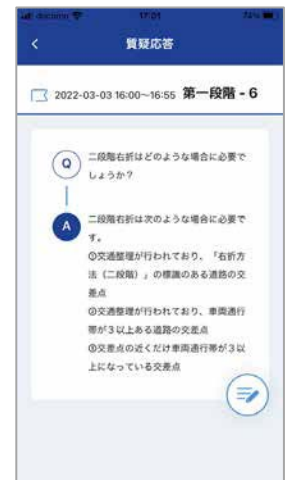 docomo 17:01 74%
質疑応答
2022-03-03 16:00~16:55 第一段階 - 6
Q 二段階右折はどのような場合に必要で
しょうか?
A 二段階右折は次のような場合に必要で
す。
①交通整理が行われており、「右折方
法(二段階)」の標識のある道路の交
差点
②交通整理が行われており、車両通行
帯が3以上ある道路の交差点
③交差点の近くだけ車両通行帯が3以
上になっている交差点